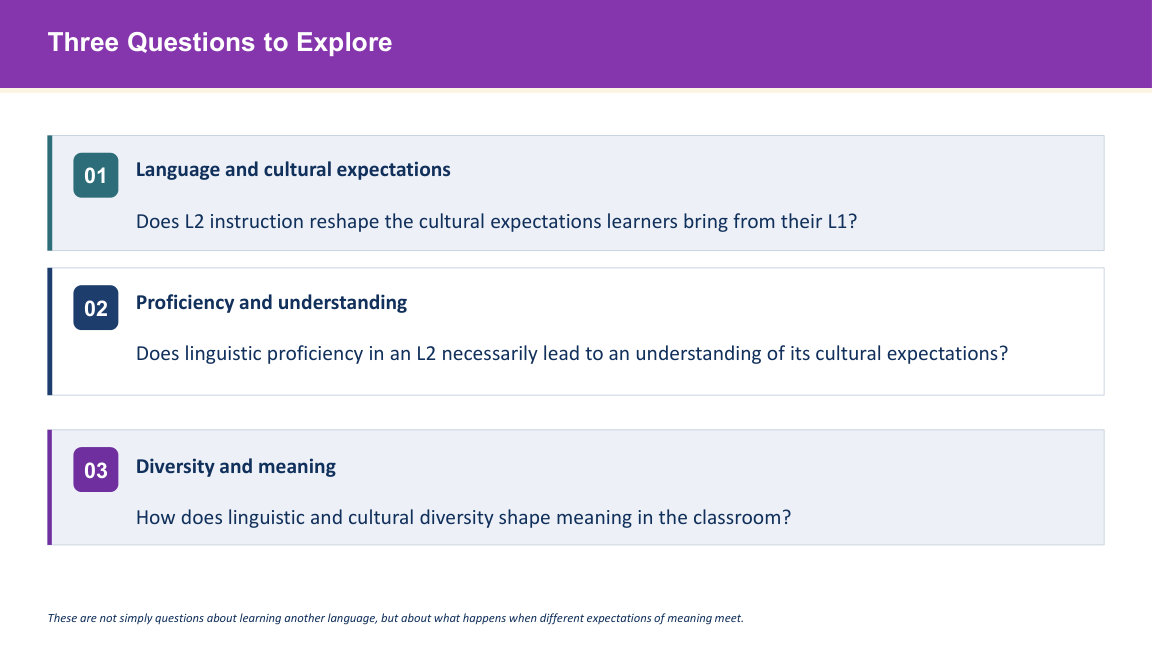 Three Questions to Explore
01
Language and cultural expectations
Does L2 instruction reshape the cultural expectations learners bring from their L1?
02
Proficiency and understanding
Does linguistic proficiency in an L2 necessarily lead to an understanding of its cultural expectations?
03
Diversity and meaning
How does linguistic and cultural diversity shape meaning in the classroom?
These are not simply questions about learning another language, but about what happens when different expectations of meaning meet.